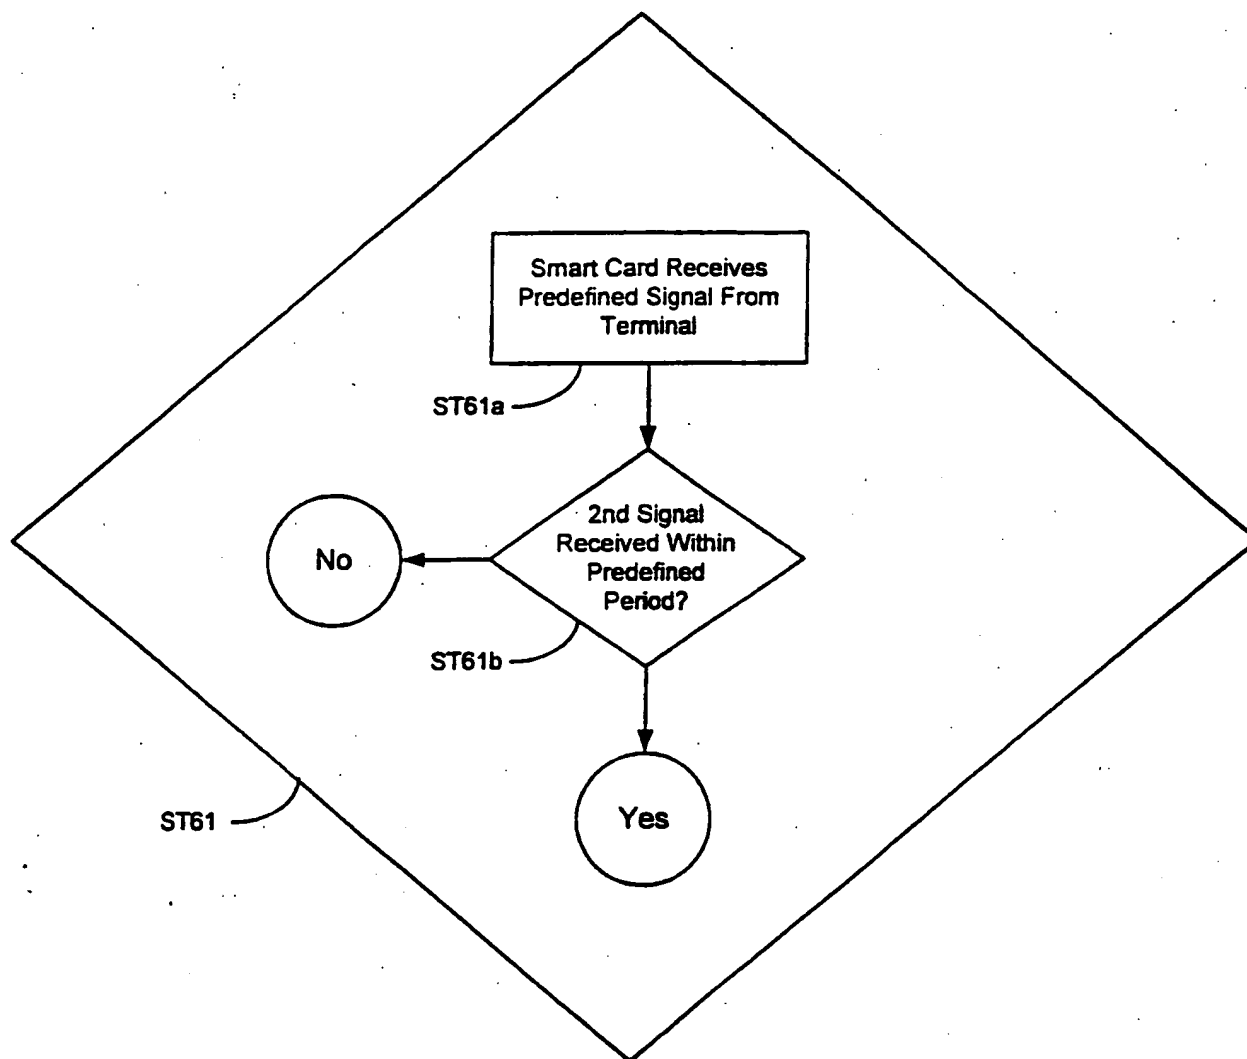 Smart Card Receives
Predefined Signal From
Terminal
ST61a
2nd Signal
Received Within
Predefined
Period?
No
ST61b
Yes
ST61